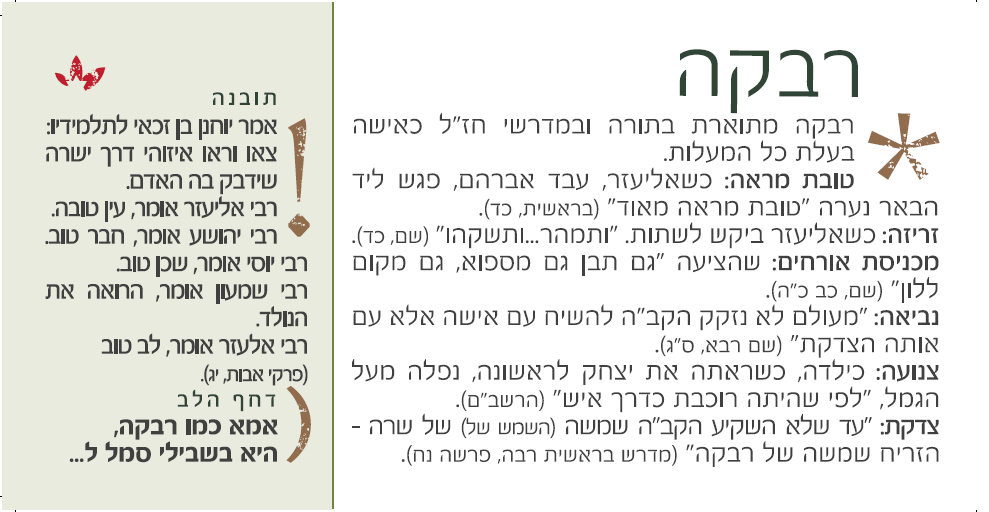 רבקה
רבקה מתוארת בתורה ובמדרשי חז"ל כאישה
בעלת כל המעלות.
טובת מראה: כשאליעזר, עבד אברהם, פגש ליד
הבאר נערה "טובת מראה מאוד" (בראשית, כד).
זריזה: כשאליעזר ביקש לשתות. "ותמהר...ותשקהו" (שם, כד).
מכניסת אורחים: שהציעה "גם תבן גם מספוא, גם מקום
ללון" (שם, כב כ"ה).
נביאה: "מעולם לא נזקק הקב"ה להשיח עם אישה אלא עם
אותה הצדקת" (שם רבא, ס"ג).
צנועה: כילדה, כשראתה את יצחק לראשונה, נפלה מעל
הגמל, "לפי שהיתה רוכבת כדרך איש" (הרשב"ם).
צדקת: "עד שלא השקיע הקב"ה שמשה (השמש של) של שרה -
הזריח שמשה של רבקה" (מדרש בראשית רבה, פרשה נח).
תובנה
אמר יוחנן בן זכאי לתלמידיו:
צאו וראו איזוהי דרך ישרה
שידבק בה האדם.
רבי אליעזר אומר, עין טובה.
רבי יהושע אומר, חבר טוב.
רבי יוסי אומר, שכן טוב.
רבי שמעון אומר, הרואה את
הנולד.
רבי אלעזר אומר, לב טוב
(פרקי אבות, יג).
דחף הלב
אמא כמו רבקה,
היא בשבילי סמל ל...